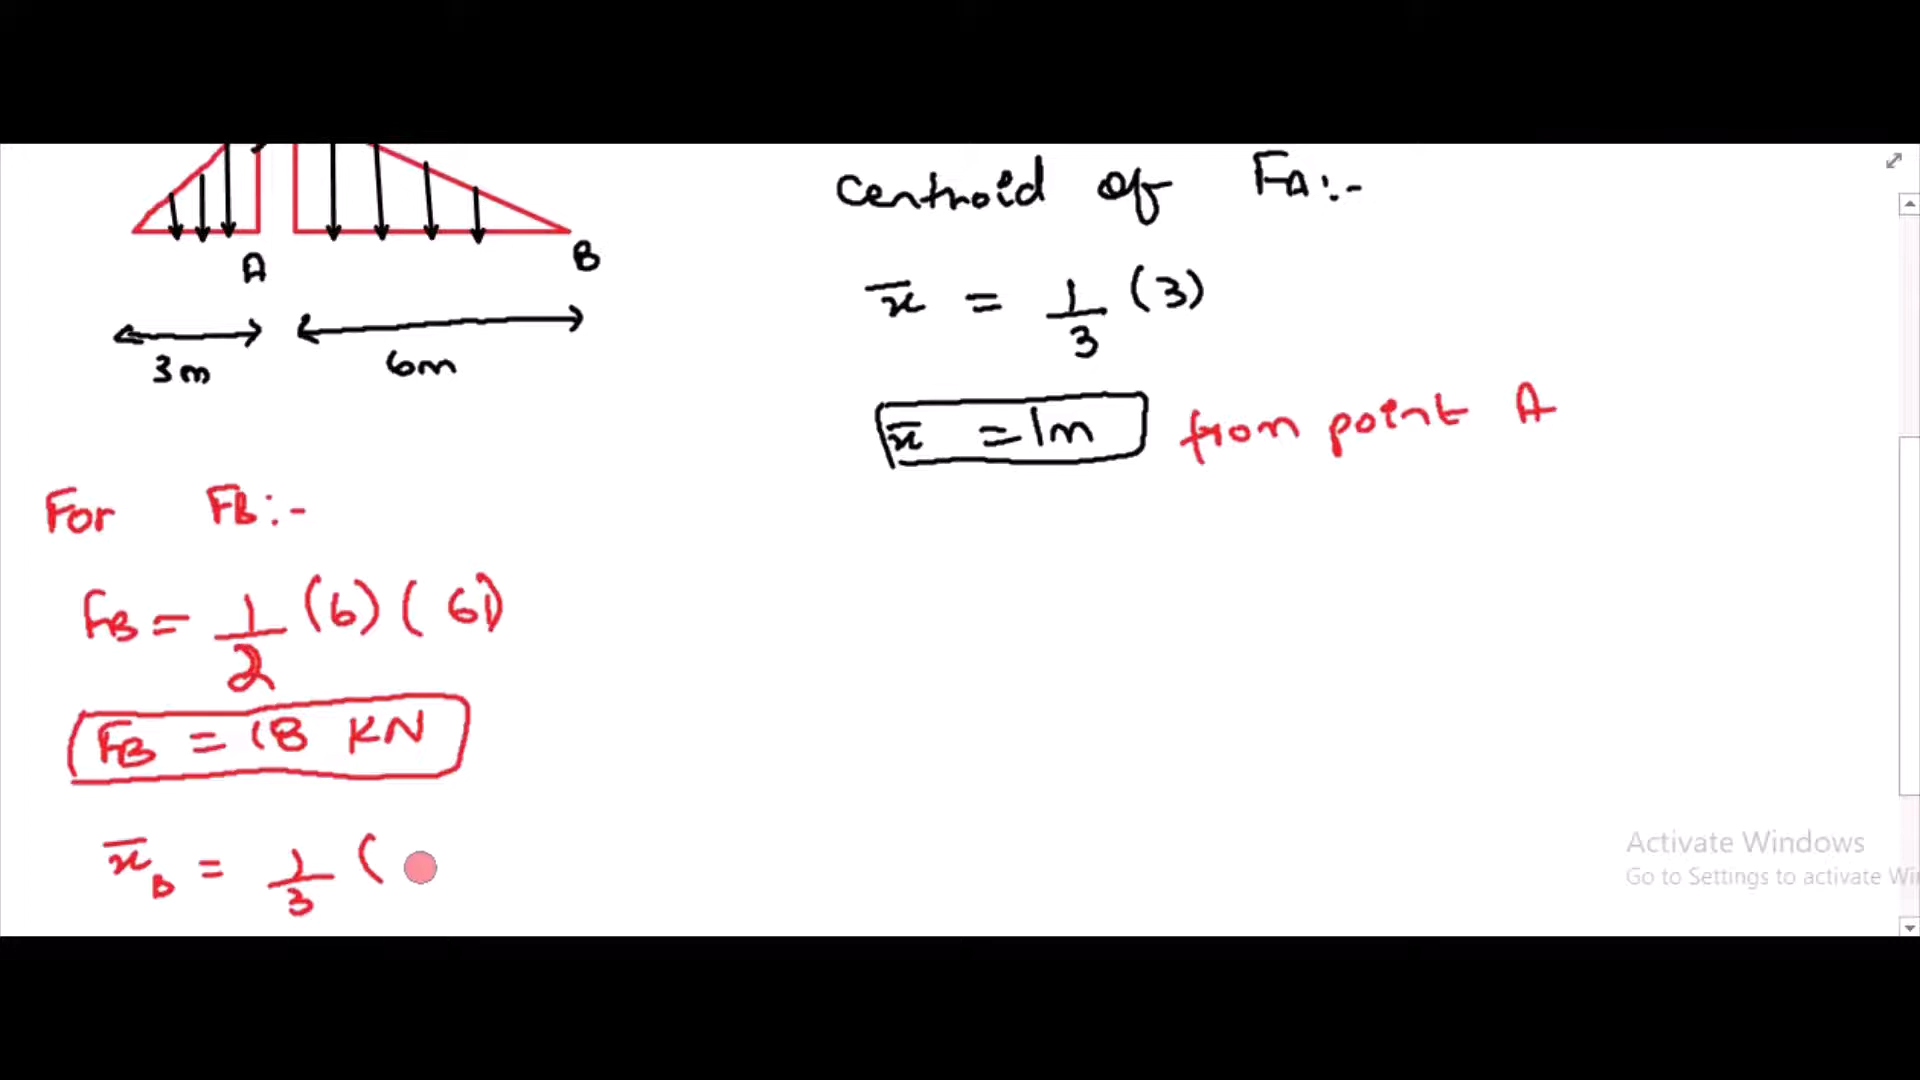 A
B
3m
6m
centroid of FA:-
x̄ = 1/3 (3)
x̄ = 1m from point A
For FB:-
FB = 1/2 (6)(6)
FB = 18 KN
x̄B = 1/3 (
Activate Windows
Go to Settings to activate Wi